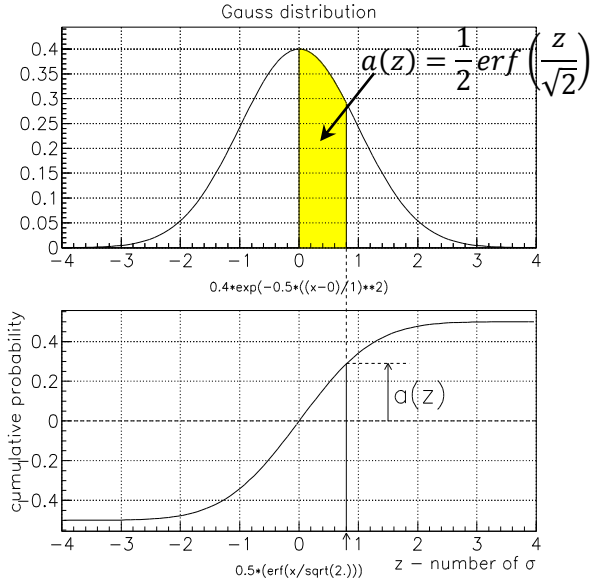 Gauss distribution
a(z) = 1/2 erf (z/√2)
0.4
0.35
0.3
0.25
0.2
0.15
0.1
0.05
0
−4 −3 −2 −1 0 1 2 3 4
0.4*exp(−0.5*((x−0)/1)**2)
cumulative probability
0.4
0.2
0
−0.2
−0.4
a(z)
−4 −3 −2 −1 0 1 2 3 4
0.5*(erf(x/sqrt(2.)))
z − number of σ